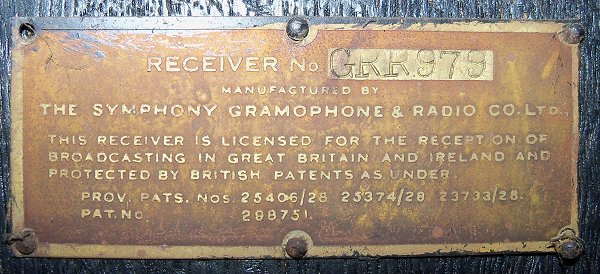 RECEIVER No. GRR979
MANUFACTURED BY
THE SYMPHONY GRAMOPHONE & RADIO CO. LTD.,
THIS RECEIVER IS LICENSED FOR THE RECEPTION OF
BROADCASTING IN GREAT BRITAIN AND IRELAND AND
PROTECTED BY BRITISH PATENTS AS UNDER.
PROV. PATS. Nos. 25406/28 25374/28 23733/28.
PAT. No. 288751.